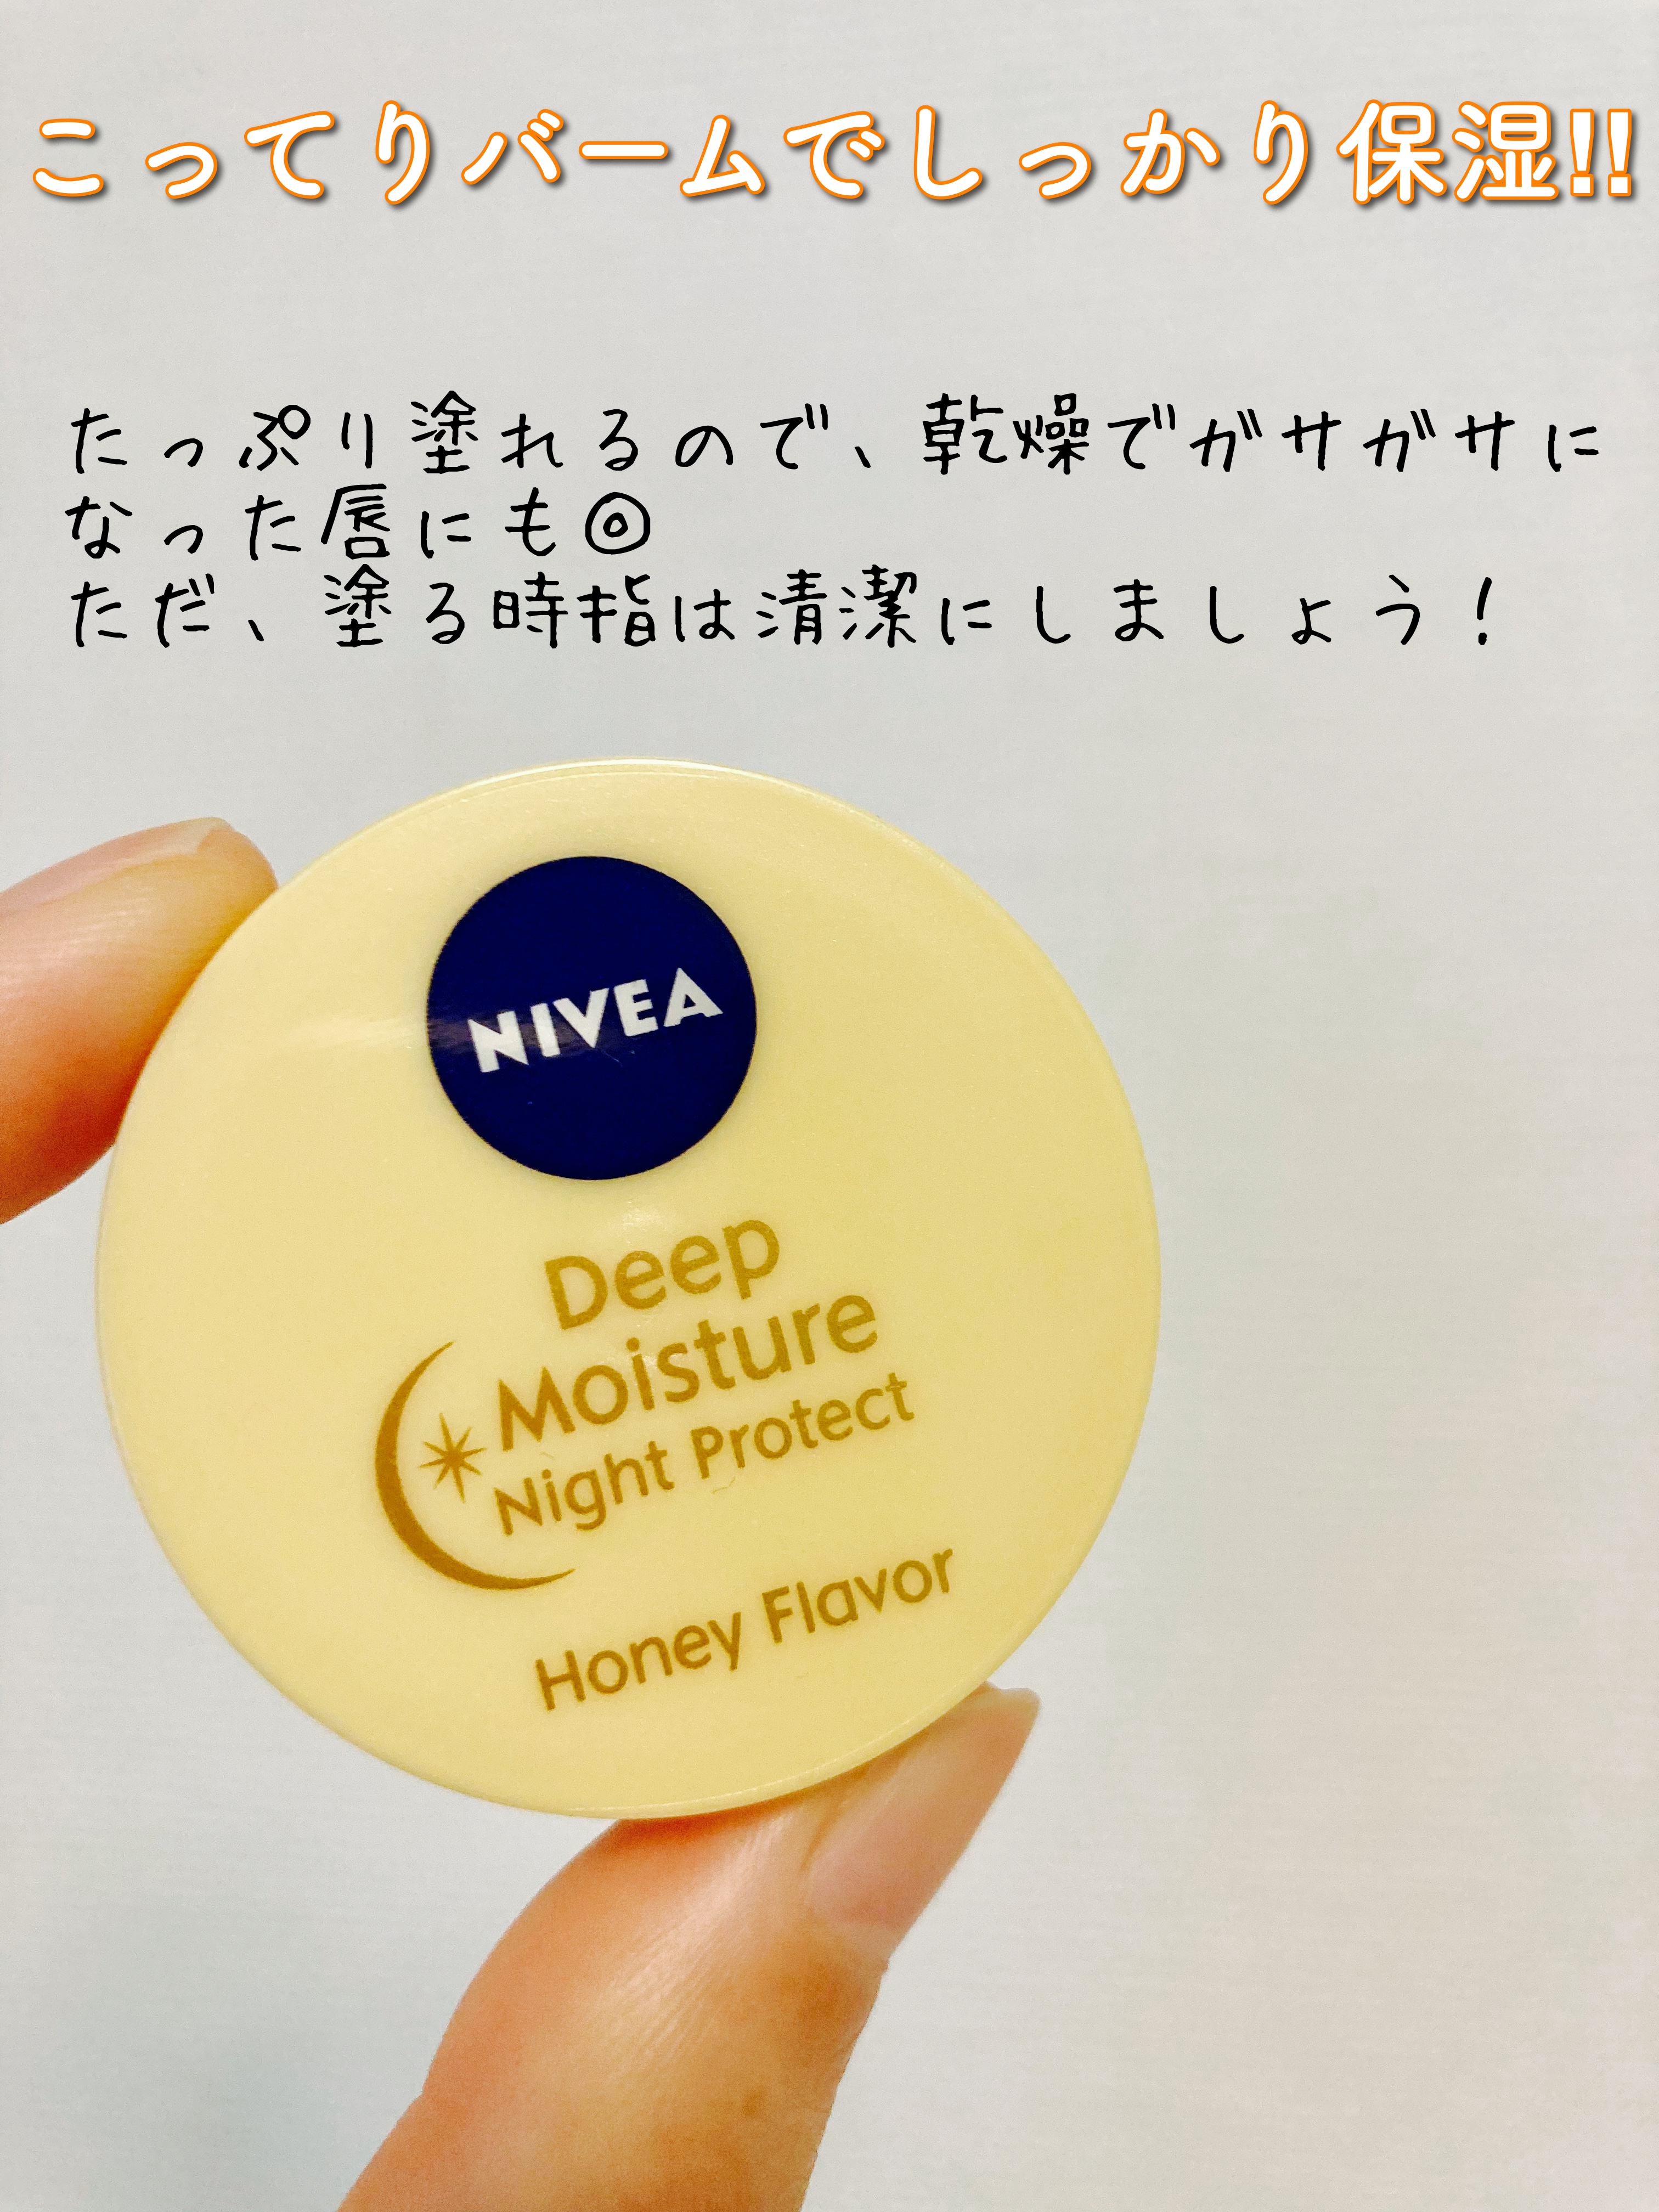 こってりバームでしっかり保湿!!
たっぷり塗れるので、乾燥でガサガサに
なった唇にも◎
ただ、塗る時指は清潔にしましょう！
NIVEA
Deep
Moisture
Night Protect
Honey Flavor